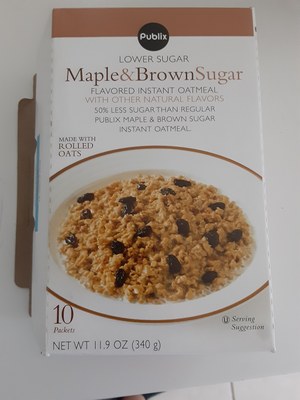 Publix
LOWER SUGAR
Maple&BrownSugar
FLAVORED INSTANT OATMEAL
WITH OTHER NATURAL FLAVORS
50% LESS SUGAR THAN REGULAR
PUBLIX MAPLE & BROWN SUGAR
INSTANT OATMEAL.
MADE WITH
ROLLED
OATS
10
Packets
U Serving
Suggestion
NET WT 11.9 OZ (340 g)